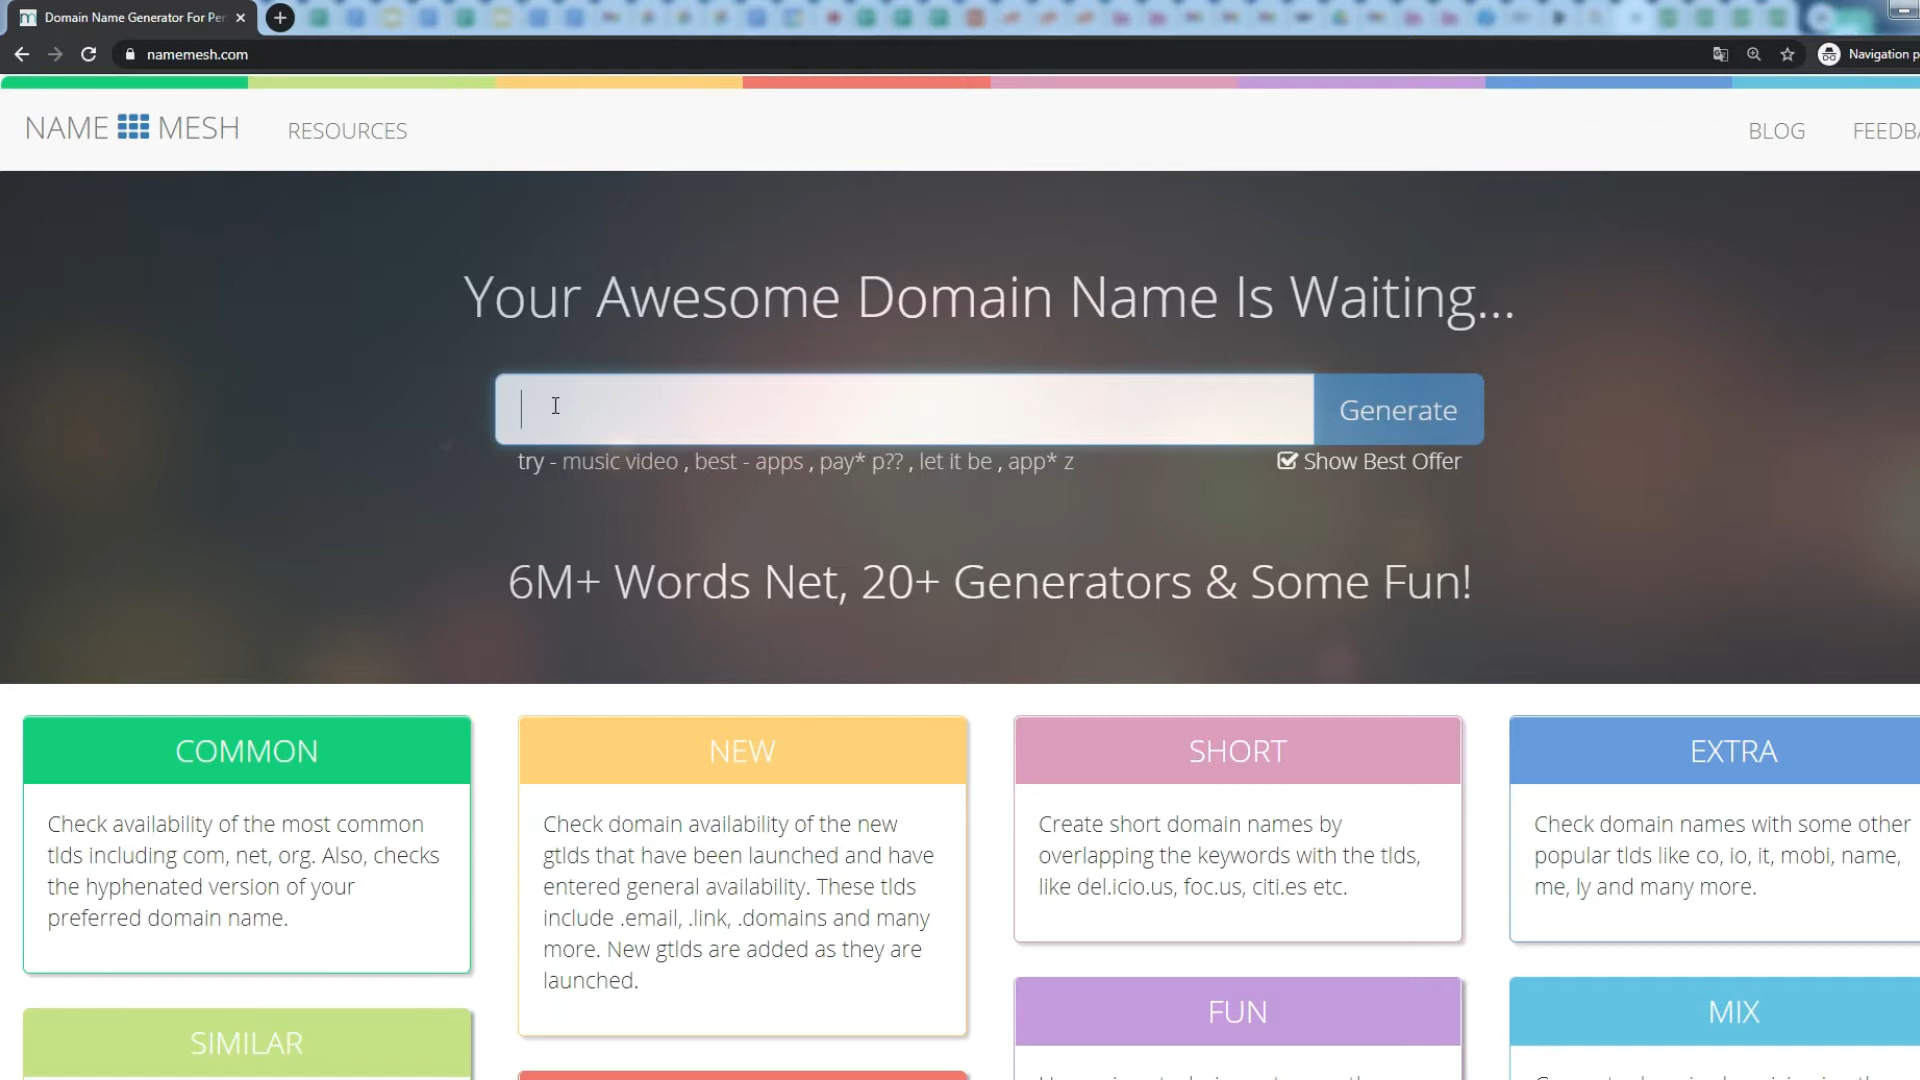 Domain Name Generator For Per
namemesh.com
Navigation p
NAME MESH
RESOURCES
BLOG
FEEDBA
Your Awesome Domain Name Is Waiting...
Generate
try - music video , best - apps , pay* p?? , let it be , app* z
Show Best Offer
6M+ Words Net, 20+ Generators & Some Fun!
COMMON
Check availability of the most common
tlds including com, net, org. Also, checks
the hyphenated version of your
preferred domain name.
SIMILAR
NEW
Check domain availability of the new
gtlds that have been launched and have
entered general availability. These tlds
include .email, .link, .domains and many
more. New gtlds are added as they are
launched.
SHORT
Create short domain names by
overlapping the keywords with the tlds,
like del.icio.us, foc.us, citi.es etc.
FUN
EXTRA
Check domain names with some other
popular tlds like co, io, it, mobi, name,
me, ly and many more.
MIX